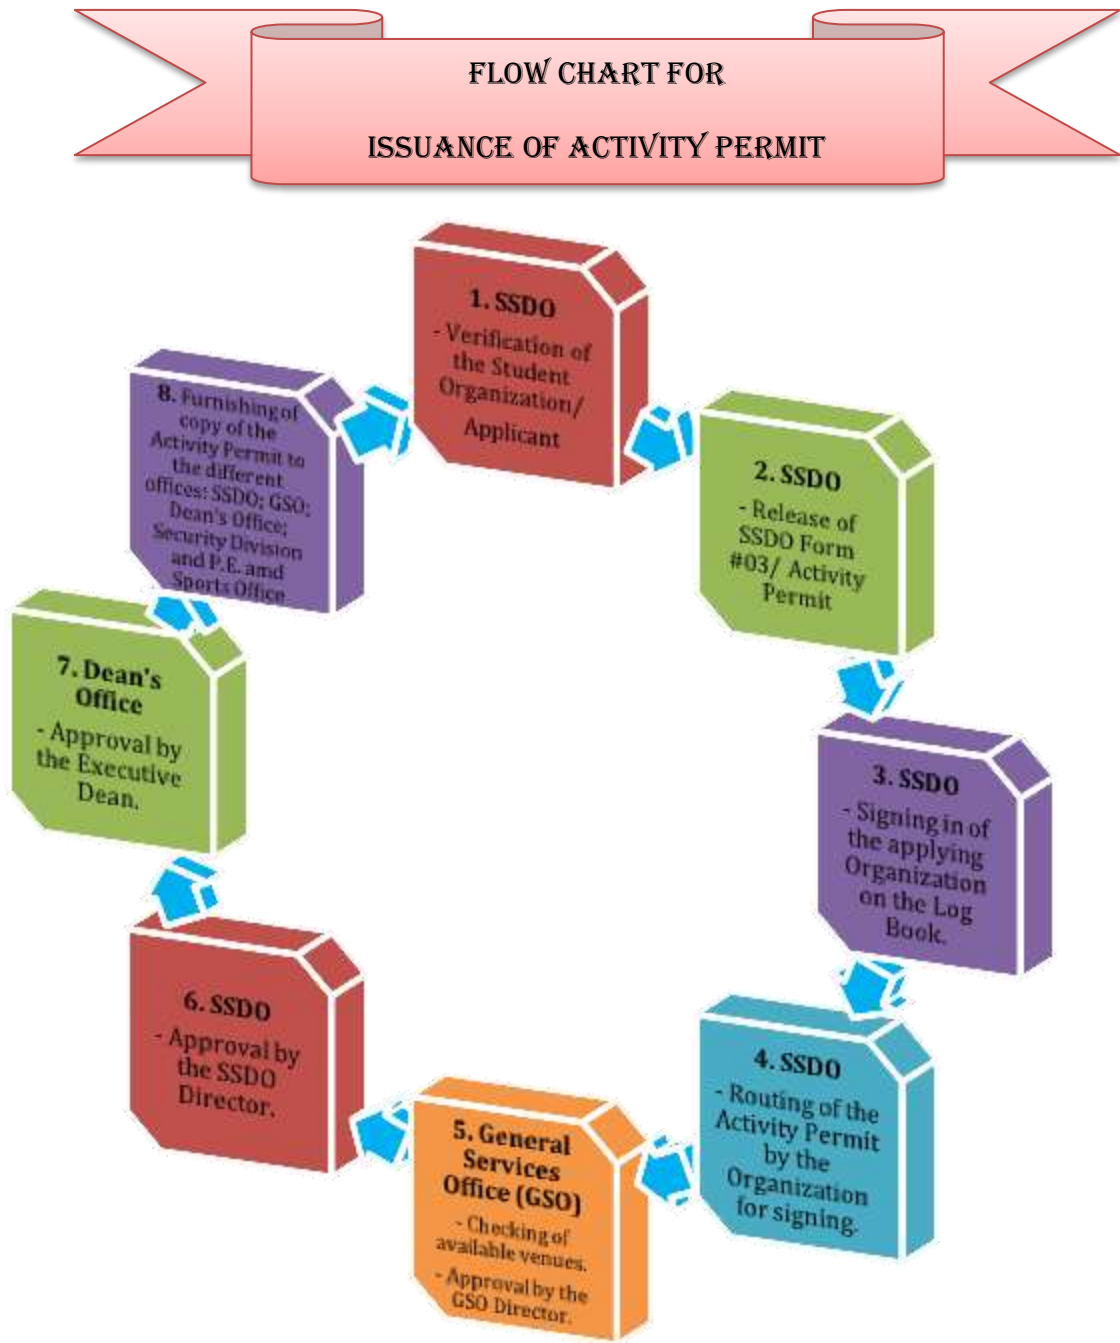 FLOW CHART FOR
ISSUANCE OF ACTIVITY PERMIT
1. SSDO
- Verification of
the Student
Organization/
Applicant
2. SSDO
- Release of
SSDO Form
#03/ Activity
Permit
3. SSDO
- Signing in of
the applying
Organization
on the Log
Book.
4. SSDO
- Routing of the
Activity Permit
by the
Organization
for signing.
5. General
Services
Office (GSO)
- Checking of
available venues.
- Approval by the
GSO Director.
6. SSDO
- Approval by
the SSDO
Director.
7. Dean's
Office
- Approval by
the Executive
Dean.
8. Furnishing of
copy of the
Activity Permit to
the different
offices: SSDO; GSO;
Dean's Office;
Security Division
and P.E. amd
Sports Office